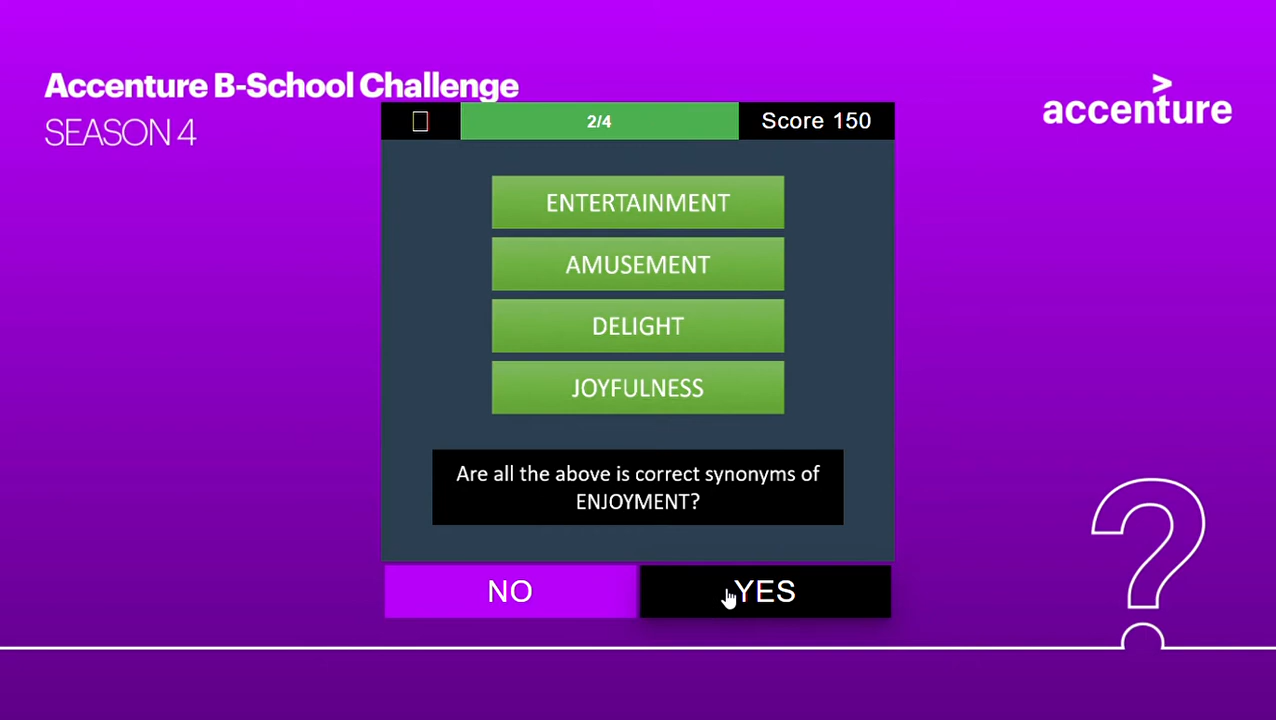 Accenture B-School Challenge
SEASON 4
>
accenture
2/4
Score 150
ENTERTAINMENT
AMUSEMENT
DELIGHT
JOYFULNESS
Are all the above is correct synonyms of
ENJOYMENT?
NO
YES
?